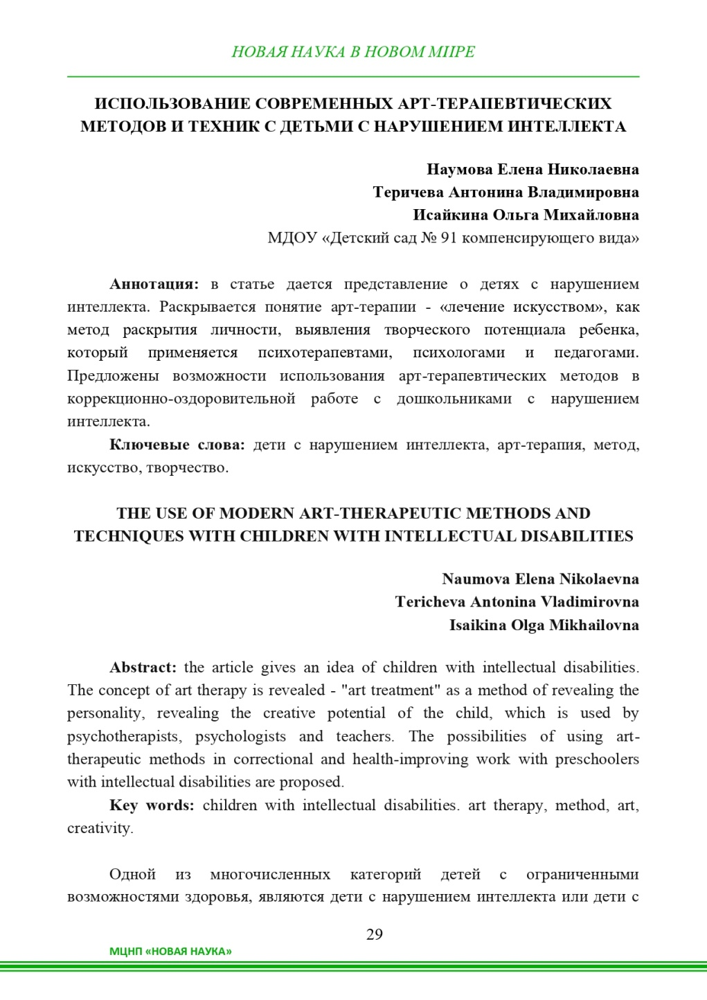 НОВАЯ НАУКА В НОВОМ МИРЕ
ИСПОЛЬЗОВАНИЕ СОВРЕМЕННЫХ АРТ-ТЕРАПЕВТИЧЕСКИХ
МЕТОДОВ И ТЕХНИК С ДЕТЬМИ С НАРУШЕНИЕМ ИНТЕЛЛЕКТА
Наумова Елена Николаевна
Теричева Антонина Владимировна
Исайкина Ольга Михайловна
МДОУ «Детский сад № 91 компенсирующего вида»
Аннотация: в статье дается представление о детях с нарушением
интеллекта. Раскрывается понятие арт-терапии - «лечение искусством», как
метод раскрытия личности, выявления творческого потенциала ребенка,
который применяется психотерапевтами, психологами и педагогами.
Предложены возможности использования арт-терапевтических методов в
коррекционно-оздоровительной работе с дошкольниками с нарушением
интеллекта.
Ключевые слова: дети с нарушением интеллекта, арт-терапия, метод,
искусство, творчество.
THE USE OF MODERN ART-THERAPEUTIC METHODS AND
TECHNIQUES WITH CHILDREN WITH INTELLECTUAL DISABILITIES
Naumova Elena Nikolaevna
Tericheva Antonina Vladimirovna
Isaikina Olga Mikhailovna
Abstract: the article gives an idea of children with intellectual disabilities.
The concept of art therapy is revealed - "art treatment" as a method of revealing the
personality, revealing the creative potential of the child, which is used by
psychotherapists, psychologists and teachers. The possibilities of using art-
therapeutic methods in correctional and health-improving work with preschoolers
with intellectual disabilities are proposed.
Key words: children with intellectual disabilities. art therapy, method, art,
creativity.
Одной из многочисленных категорий детей с ограниченными
возможностями здоровья, являются дети с нарушением интеллекта или дети с
29
МЦНП «НОВАЯ НАУКА»